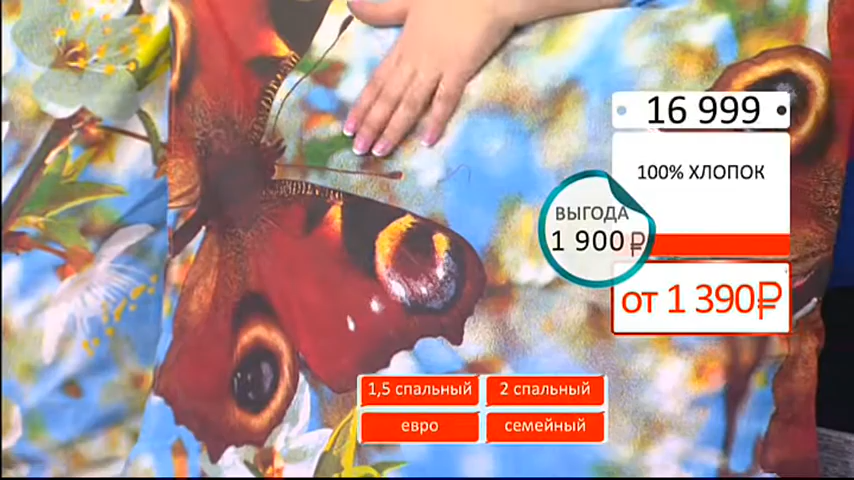 16 999
100% ХЛОПОК
ВЫГОДА
1 900 ₽
от 1 390₽
1,5 спальный
2 спальный
евро
семейный